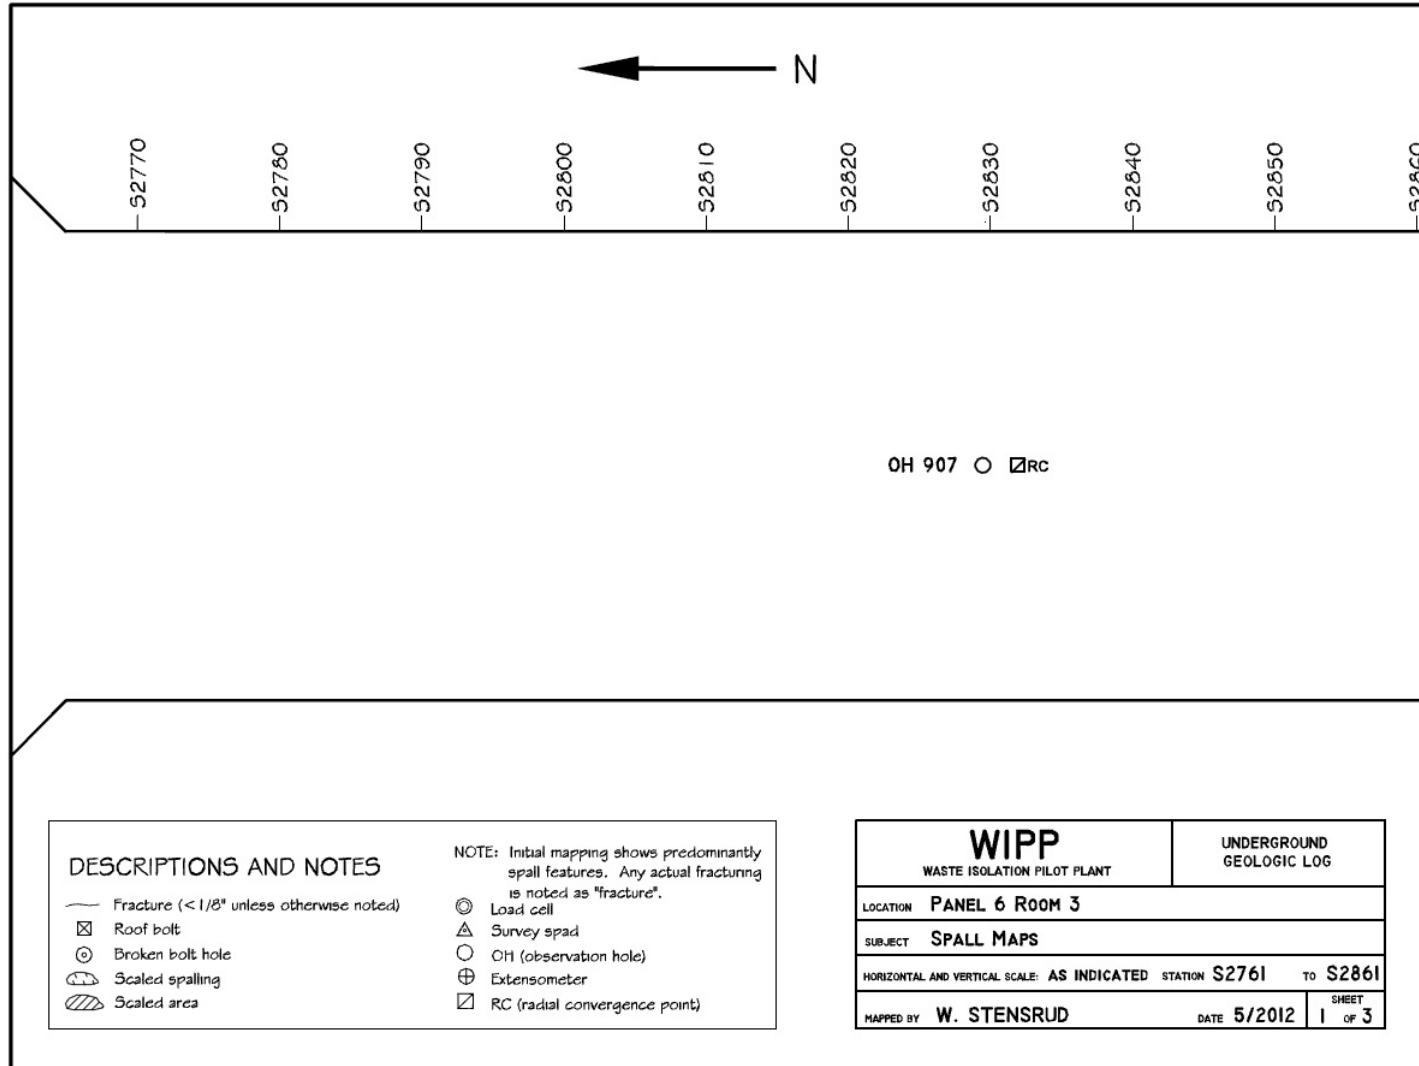 N
S2770
S2780
S2790
S2800
S2810
S2820
S2830
S2840
S2850
S2860
OH 907 RC
DESCRIPTIONS AND NOTES
Fracture (<1/8" unless otherwise noted)
Roof bolt
Broken bolt hole
Scaled spalling
Scaled area
NOTE: Initial mapping shows predominantly
spall features. Any actual fracturing
is noted as "fracture".
Load cell
Survey spad
OH (observation hole)
Extensometer
RC (radial convergence point)
WIPP
WASTE ISOLATION PILOT PLANT
UNDERGROUND
GEOLOGIC LOG
LOCATION PANEL 6 ROOM 3
SUBJECT SPALL MAPS
HORIZONTAL AND VERTICAL SCALE: AS INDICATED STATION S2761 TO S2861
MAPPED BY W. STENSRUD DATE 5/2012
SHEET
1 OF 3